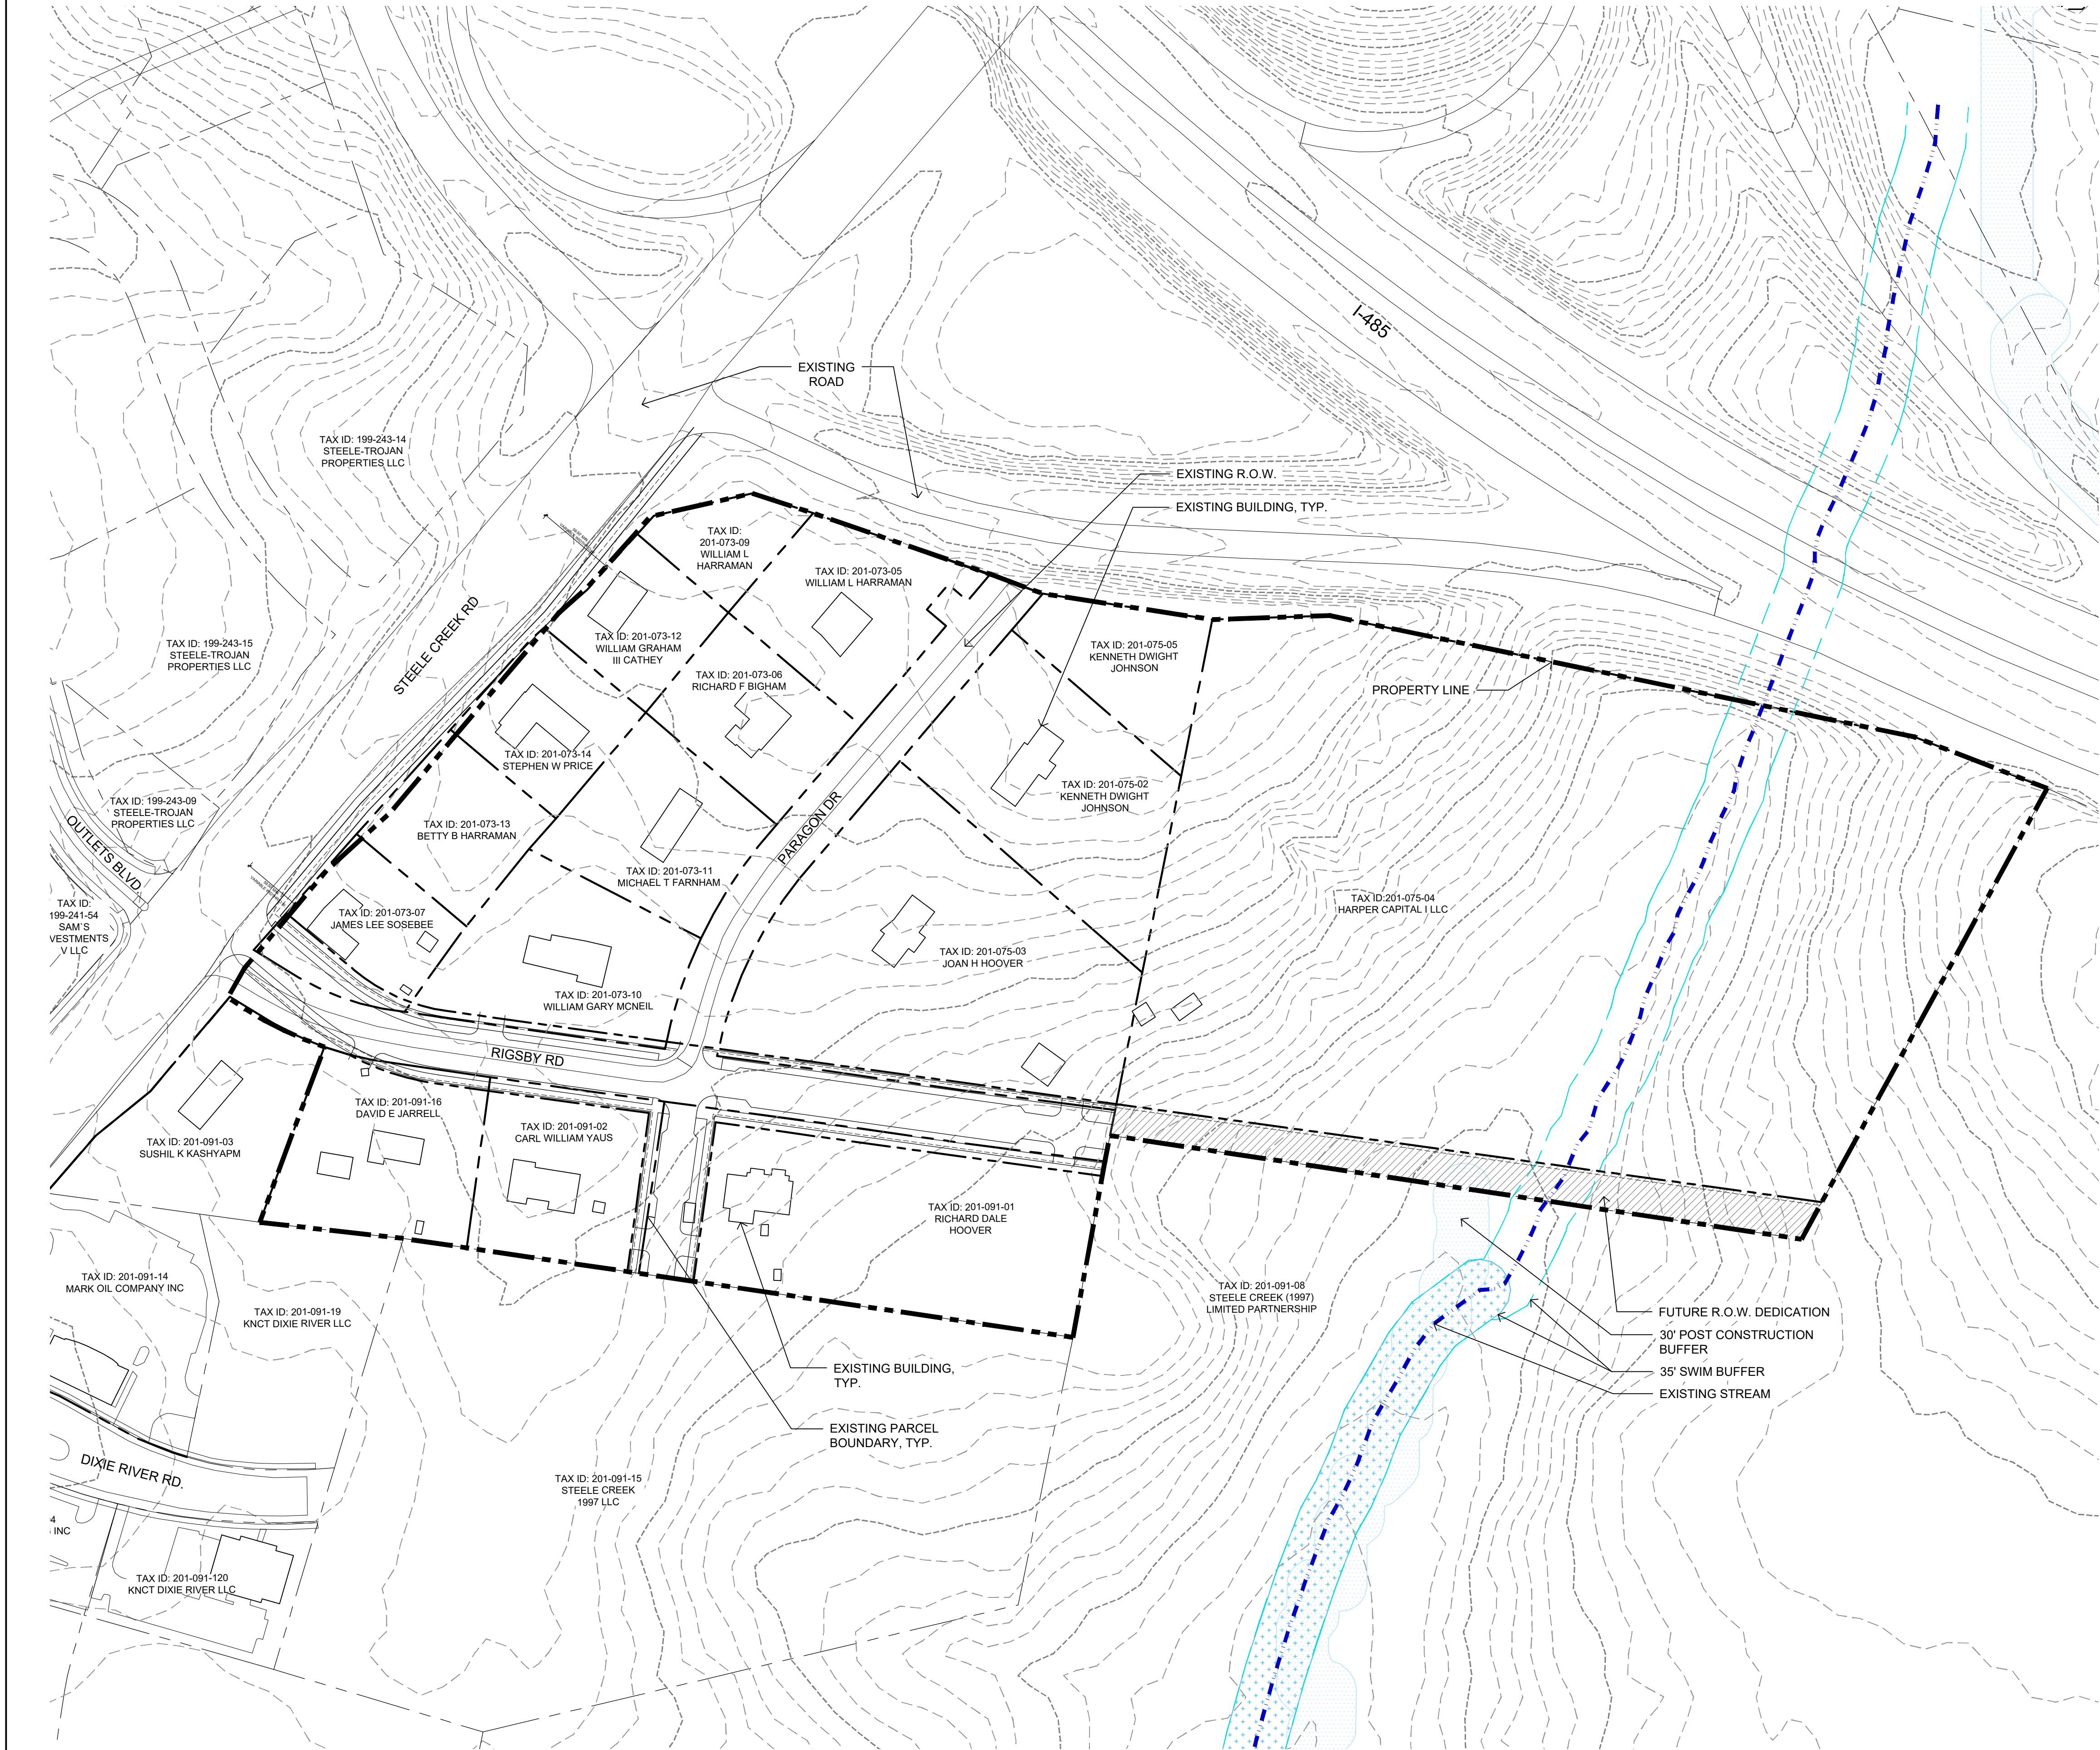 I-485
EXISTING
ROAD
TAX ID: 199-243-14
STEELE-TROJAN
PROPERTIES LLC
EXISTING R.O.W.
EXISTING BUILDING, TYP.
TAX ID:
201-073-09
WILLIAM L
HARRAMAN
TAX ID: 201-073-05
WILLIAM L HARRAMAN
STEELE CREEK RD
TAX ID: 201-073-12
WILLIAM GRAHAM
III CATHEY
TAX ID: 199-243-15
STEELE-TROJAN
PROPERTIES LLC
TAX ID: 201-075-05
KENNETH DWIGHT
JOHNSON
TAX ID: 201-073-06
RICHARD F BIGHAM
PROPERTY LINE
TAX ID: 201-073-14
STEPHEN W PRICE
TAX ID: 201-075-02
KENNETH DWIGHT
JOHNSON
TAX ID: 199-243-09
STEELE-TROJAN
PROPERTIES LLC
OUTLETS BLVD.
TAX ID: 201-073-13
BETTY B HARRAMAN
PARAGON DR
TAX ID: 201-073-11
MICHAEL T FARNHAM
TAX ID:201-075-04
HARPER CAPITAL I LLC
TAX ID:
199-241-54
SAM`S
VESTMENTS
V LLC
TAX ID: 201-073-07
JAMES LEE SOSEBEE
TAX ID: 201-075-03
JOAN H HOOVER
TAX ID: 201-073-10
WILLIAM GARY MCNEIL
RIGSBY RD
TAX ID: 201-091-16
DAVID E JARRELL
TAX ID: 201-091-02
CARL WILLIAM YAUS
TAX ID: 201-091-03
SUSHIL K KASHYAPM
TAX ID: 201-091-01
RICHARD DALE
HOOVER
TAX ID: 201-091-14
MARK OIL COMPANY INC
TAX ID: 201-091-19
KNCT DIXIE RIVER LLC
TAX ID: 201-091-08
STEELE CREEK (1997)
LIMITED PARTNERSHIP
FUTURE R.O.W. DEDICATION
30' POST CONSTRUCTION
BUFFER
35' SWIM BUFFER
EXISTING STREAM
EXISTING BUILDING,
TYP.
EXISTING PARCEL
BOUNDARY, TYP.
DIXIE RIVER RD.
TAX ID: 201-091-15
STEELE CREEK
1997 LLC
4
INC
TAX ID: 201-091-120
KNCT DIXIE RIVER LLC